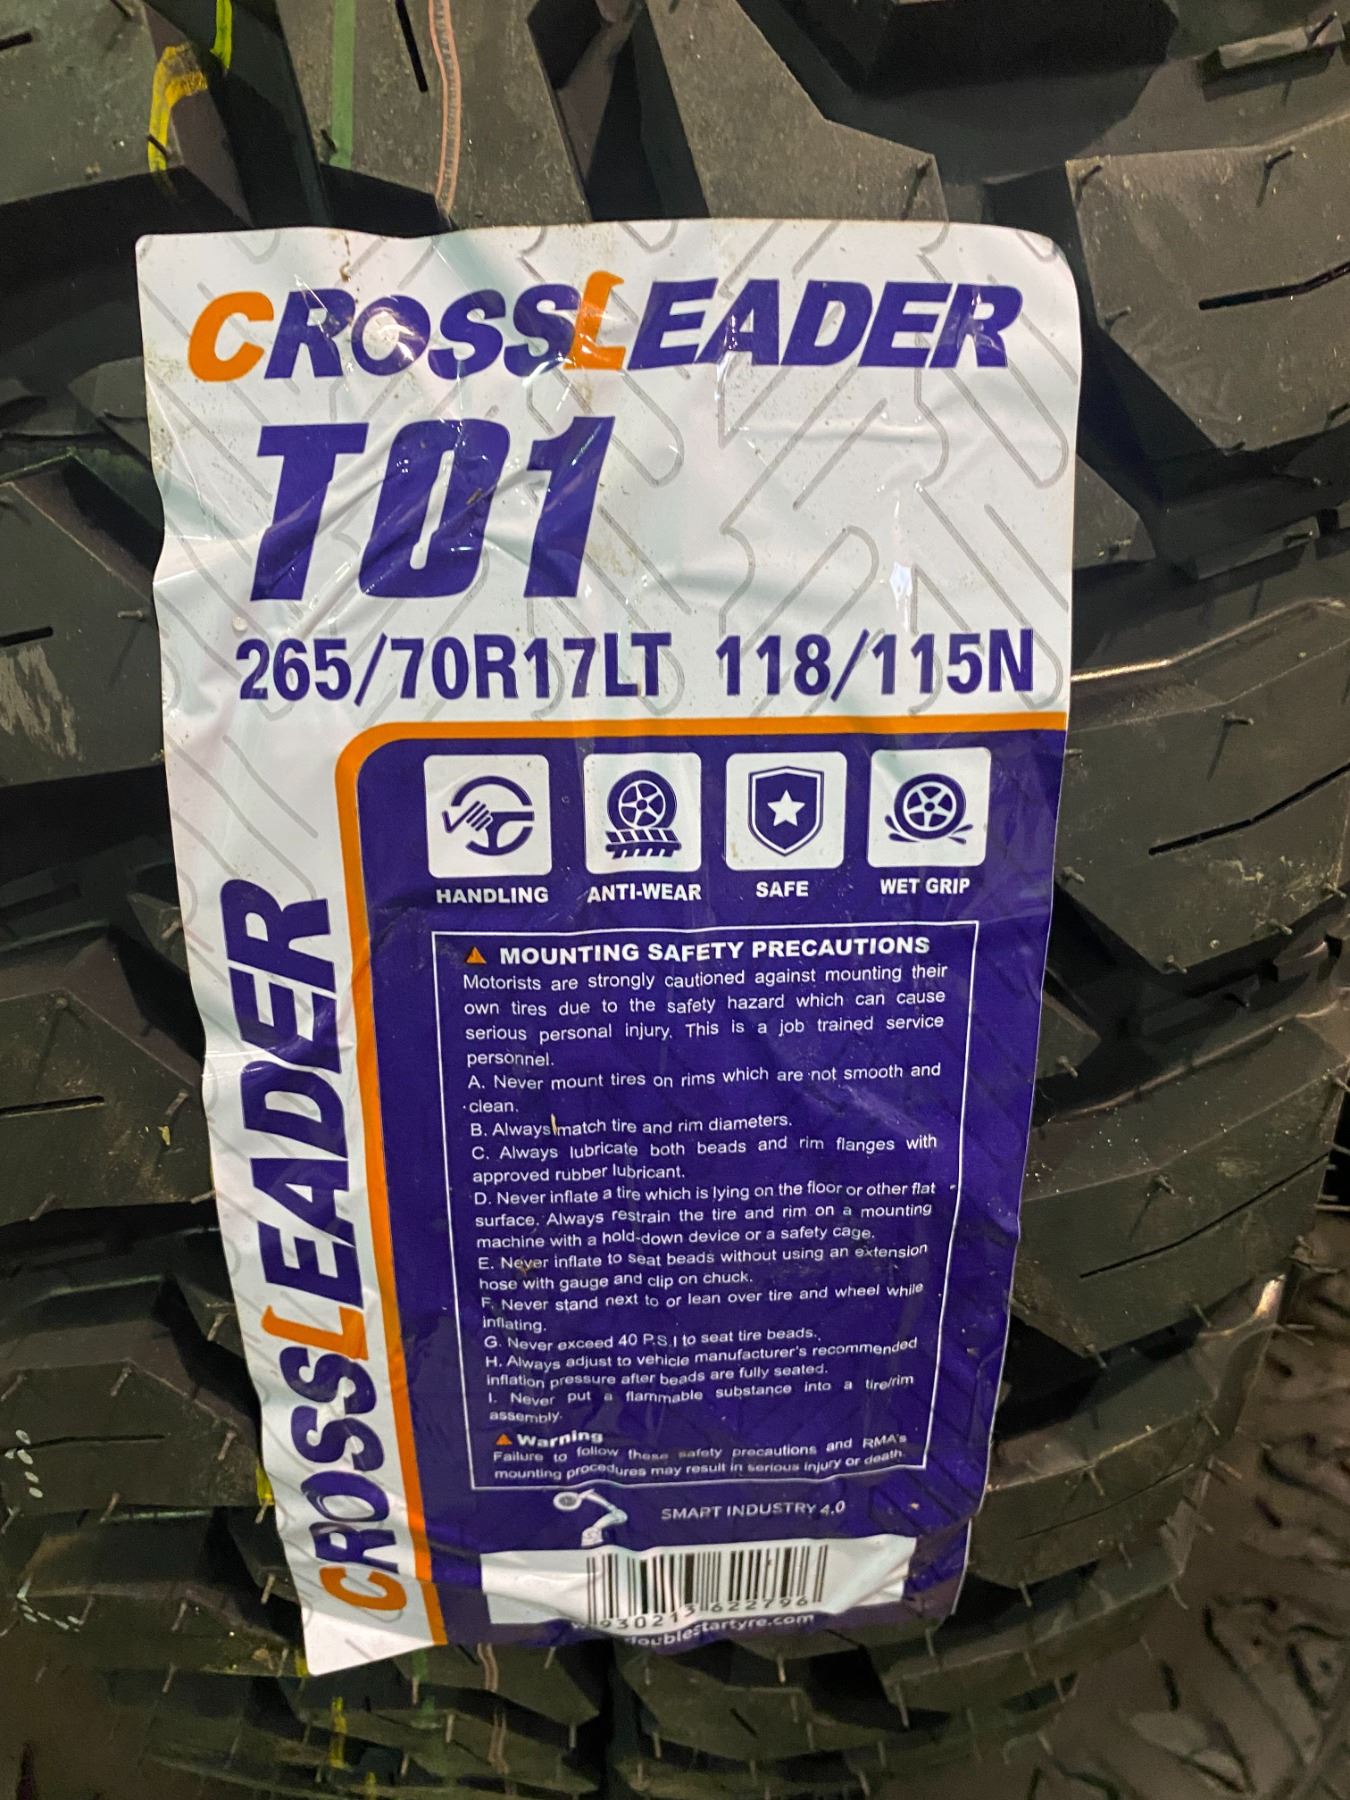 CROSSLEADER
T01
265/70R17LT 118/115N
HANDLING ANTI-WEAR SAFE WET GRIP
MOUNTING SAFETY PRECAUTIONS
Motorists are strongly cautioned against mounting their
own tires due to the safety hazard which can cause
serious personal injury. This is a job trained service
personnel.
A. Never mount tires on rims which are not smooth and
clean.
B. Always match tire and rim diameters.
C. Always lubricate both beads and rim flanges with
approved rubber lubricant.
D. Never inflate a tire which is lying on the floor or other flat
surface. Always restrain the tire and rim on a mounting
machine with a hold-down device or a safety cage.
E. Never inflate to seat beads without using an extension
hose with gauge and clip on chuck.
F. Never stand next to or lean over tire and wheel while
inflating.
G. Never exceed 40 P.S.I to seat tire beads.
H. Always adjust to vehicle manufacturer's recommended
inflation pressure after beads are fully seated.
I. Never put a flammable substance into a tire/rim
assembly.
Warning
Failure to follow these safety precautions and RMA's
mounting procedures may result in serious injury or death.
SMART INDUSTRY 4.0
930213 622796
doublestartyre.com
CROSSLEADER